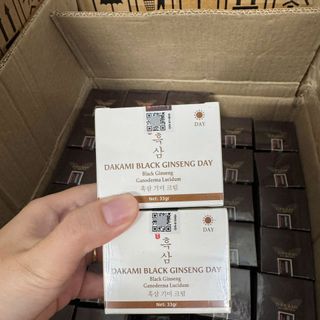 흑삼
DAY
DAKAMI BLACK GINSENG DAY
Black Ginseng
Ganoderma Lucidum
흑삼 기미 크림
Net: 33gr
흑삼
DAY
DAKAMI BLACK GINSENG DAY
Black Ginseng
Ganoderma Lucidum
흑삼 기미 크림
Net: 33gr